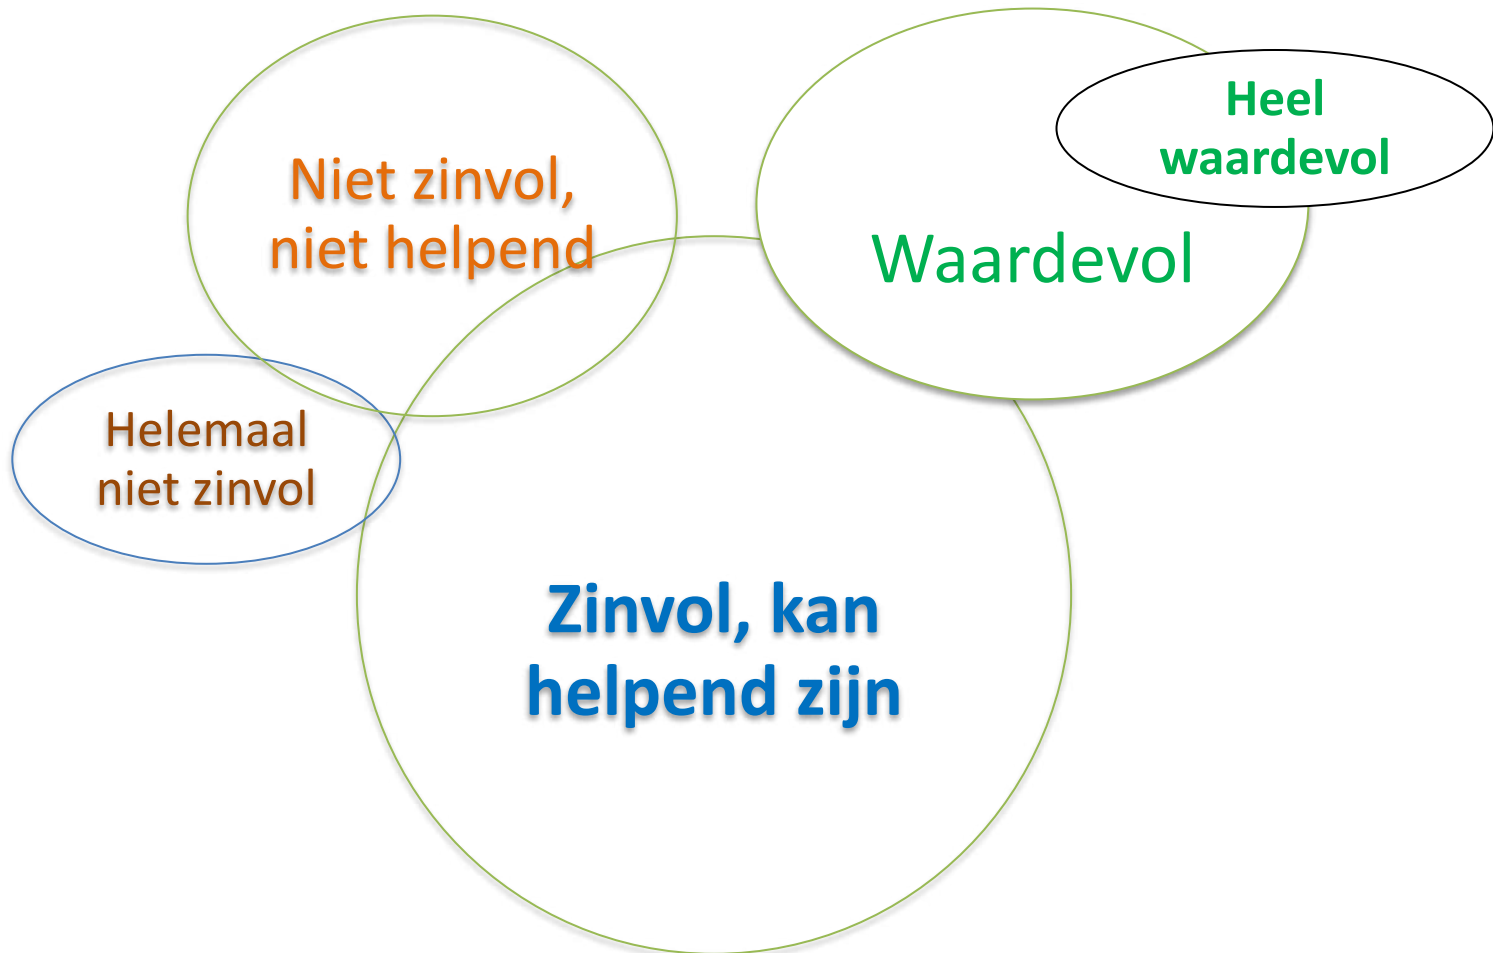 Niet zinvol,
niet helpend
Heel
waardevol
Waardevol
Helemaal
niet zinvol
Zinvol, kan
helpend zijn